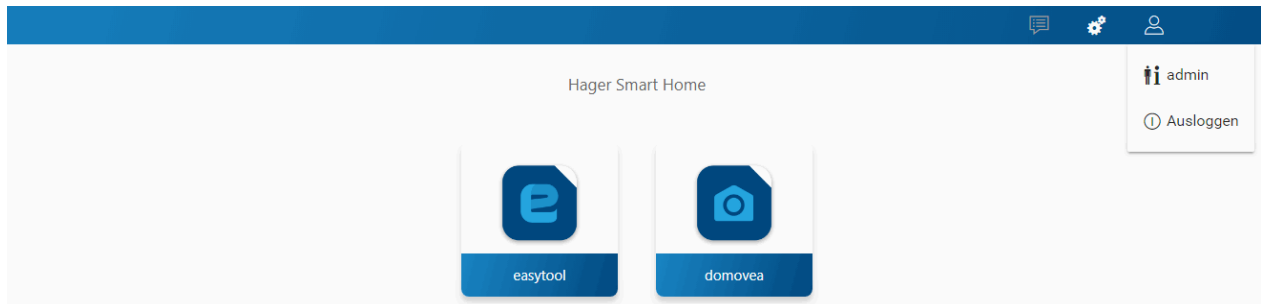 Hager Smart Home
admin
Ausloggen
easytool
domovea